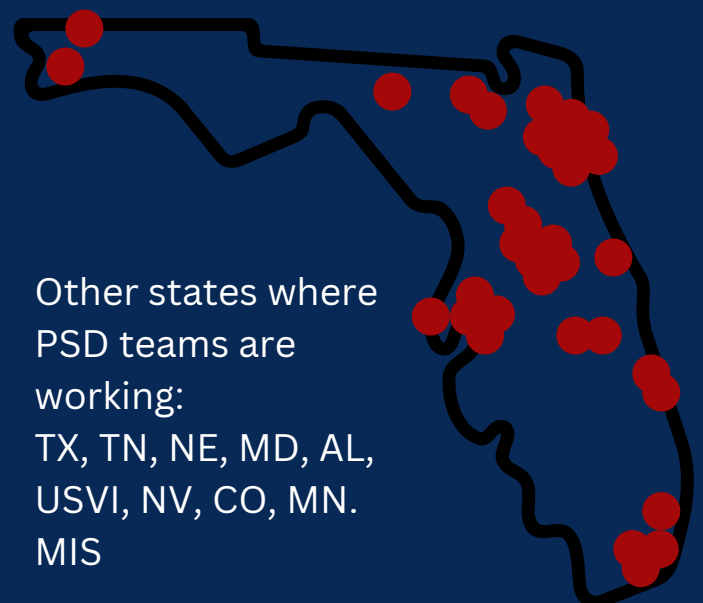 Other states where
PSD teams are
working:
TX, TN, NE, MD, AL,
USVI, NV, CO, MN.
MIS